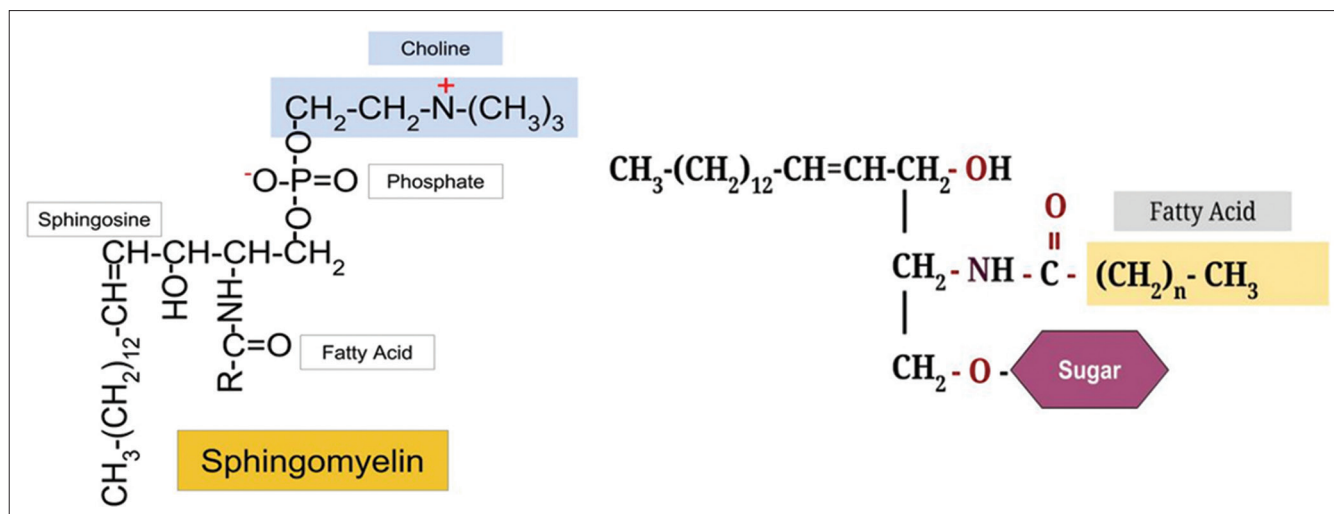 Choline
CH₂-CH₂-N⁺-(CH₃)₃
O
⁻O-P=O
Phosphate
O
Sphingosine
CH-CH-CH-CH₂
HO
NH
C=O
R
Fatty Acid
CH₃-(CH₂)₁₂-CH=
Sphingomyelin
CH₃-(CH₂)₁₂-CH=CH-CH₂- OH
O
Fatty Acid
CH₂- NH - C - (CH₂)ₙ- CH₃
CH₂ - O - Sugar